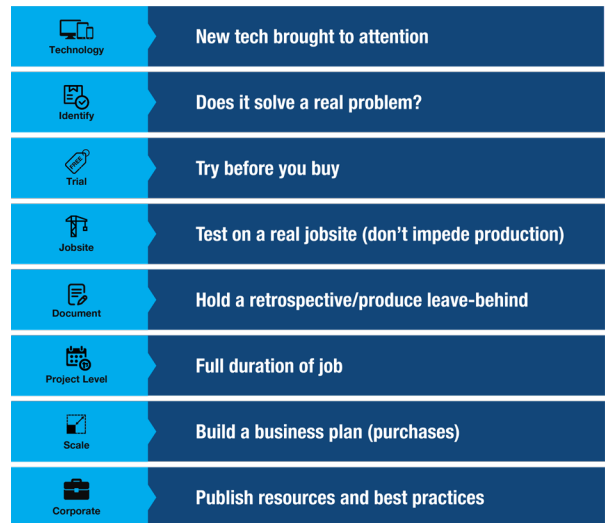 Technology
New tech brought to attention
Identify
Does it solve a real problem?
FREE
Trial
Try before you buy
Jobsite
Test on a real jobsite (don’t impede production)
Document
Hold a retrospective/produce leave-behind
Project Level
Full duration of job
Scale
Build a business plan (purchases)
Corporate
Publish resources and best practices